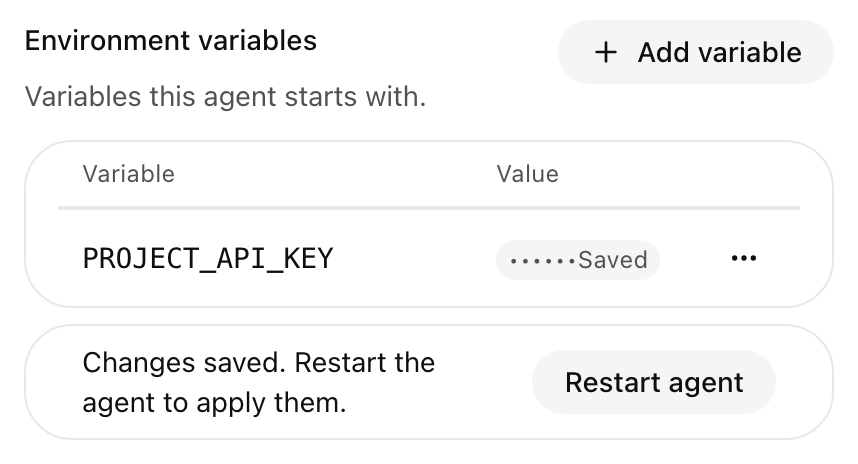 Environment variables
+ Add variable
Variables this agent starts with.
Variable Value
PROJECT_API_KEY ••••••Saved •••
Changes saved. Restart the
agent to apply them.
Restart agent